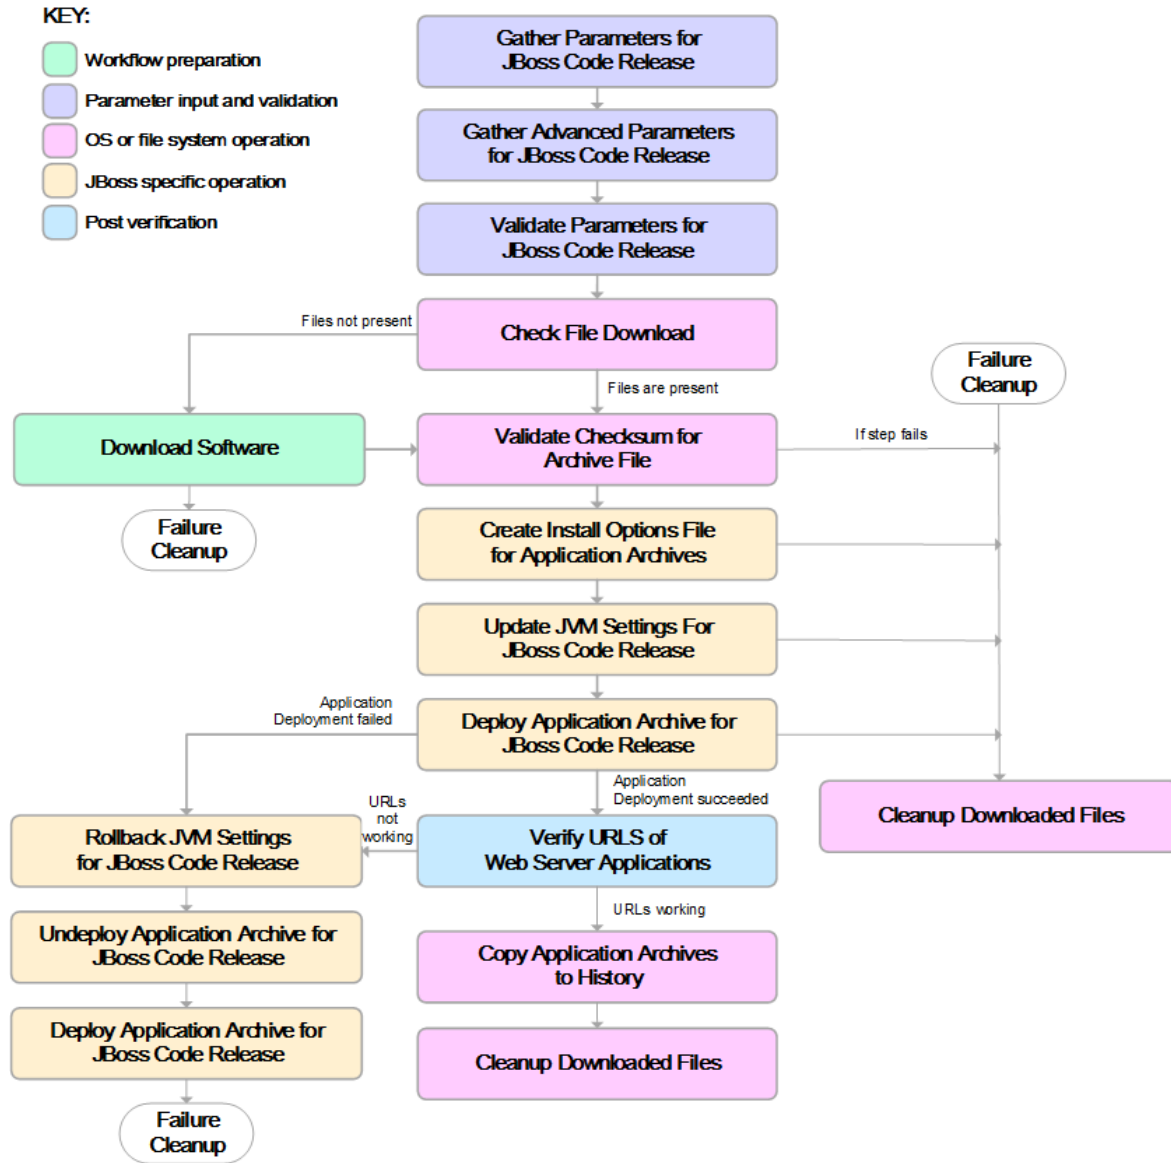 KEY:
Workflow preparation
Parameter input and validation
OS or file system operation
JBoss specific operation
Post verification
Gather Parameters for
JBoss Code Release
Gather Advanced Parameters
for JBoss Code Release
Validate Parameters for
JBoss Code Release
Files not present
Check File Download
Files are present
Failure
Cleanup
Download Software
Validate Checksum for
Archive File
If step fails
Failure
Cleanup
Create Install Options File
for Application Archives
Update JVM Settings For
JBoss Code Release
Application
Deployment failed
Deploy Application Archive for
JBoss Code Release
Application
Deployment succeeded
Cleanup Downloaded Files
URLs
not
working
Rollback JVM Settings
for JBoss Code Release
Verify URLS of
Web Server Applications
URLs working
Undeploy Application Archive for
JBoss Code Release
Copy Application Archives
to History
Deploy Application Archive for
JBoss Code Release
Cleanup Downloaded Files
Failure
Cleanup